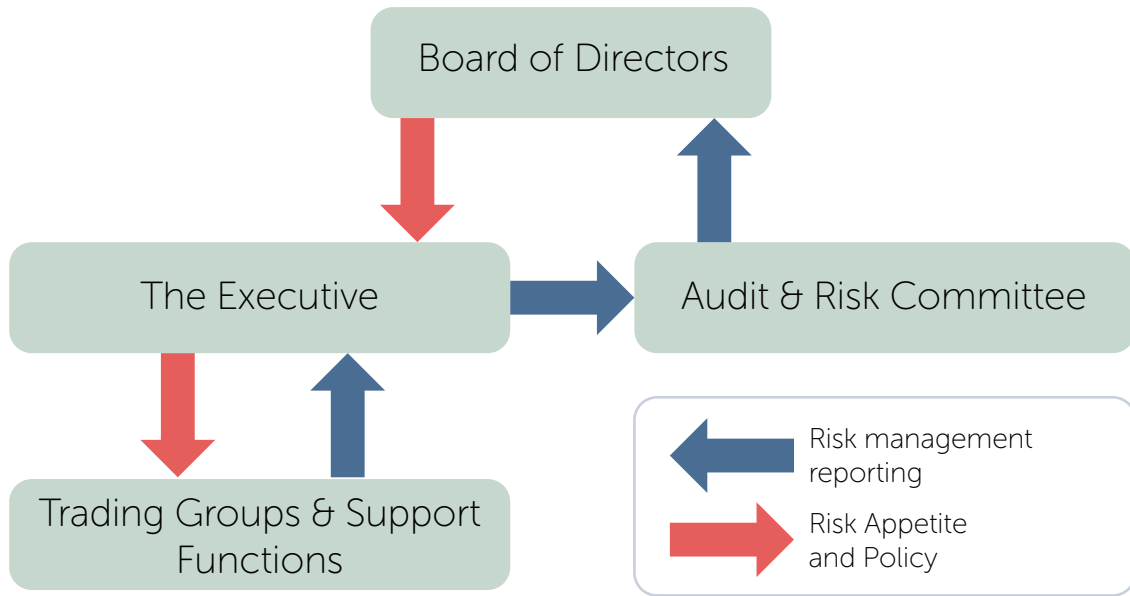 Board of Directors
The Executive
Audit & Risk Committee
Trading Groups & Support
Functions
Risk management
reporting
Risk Appetite
and Policy